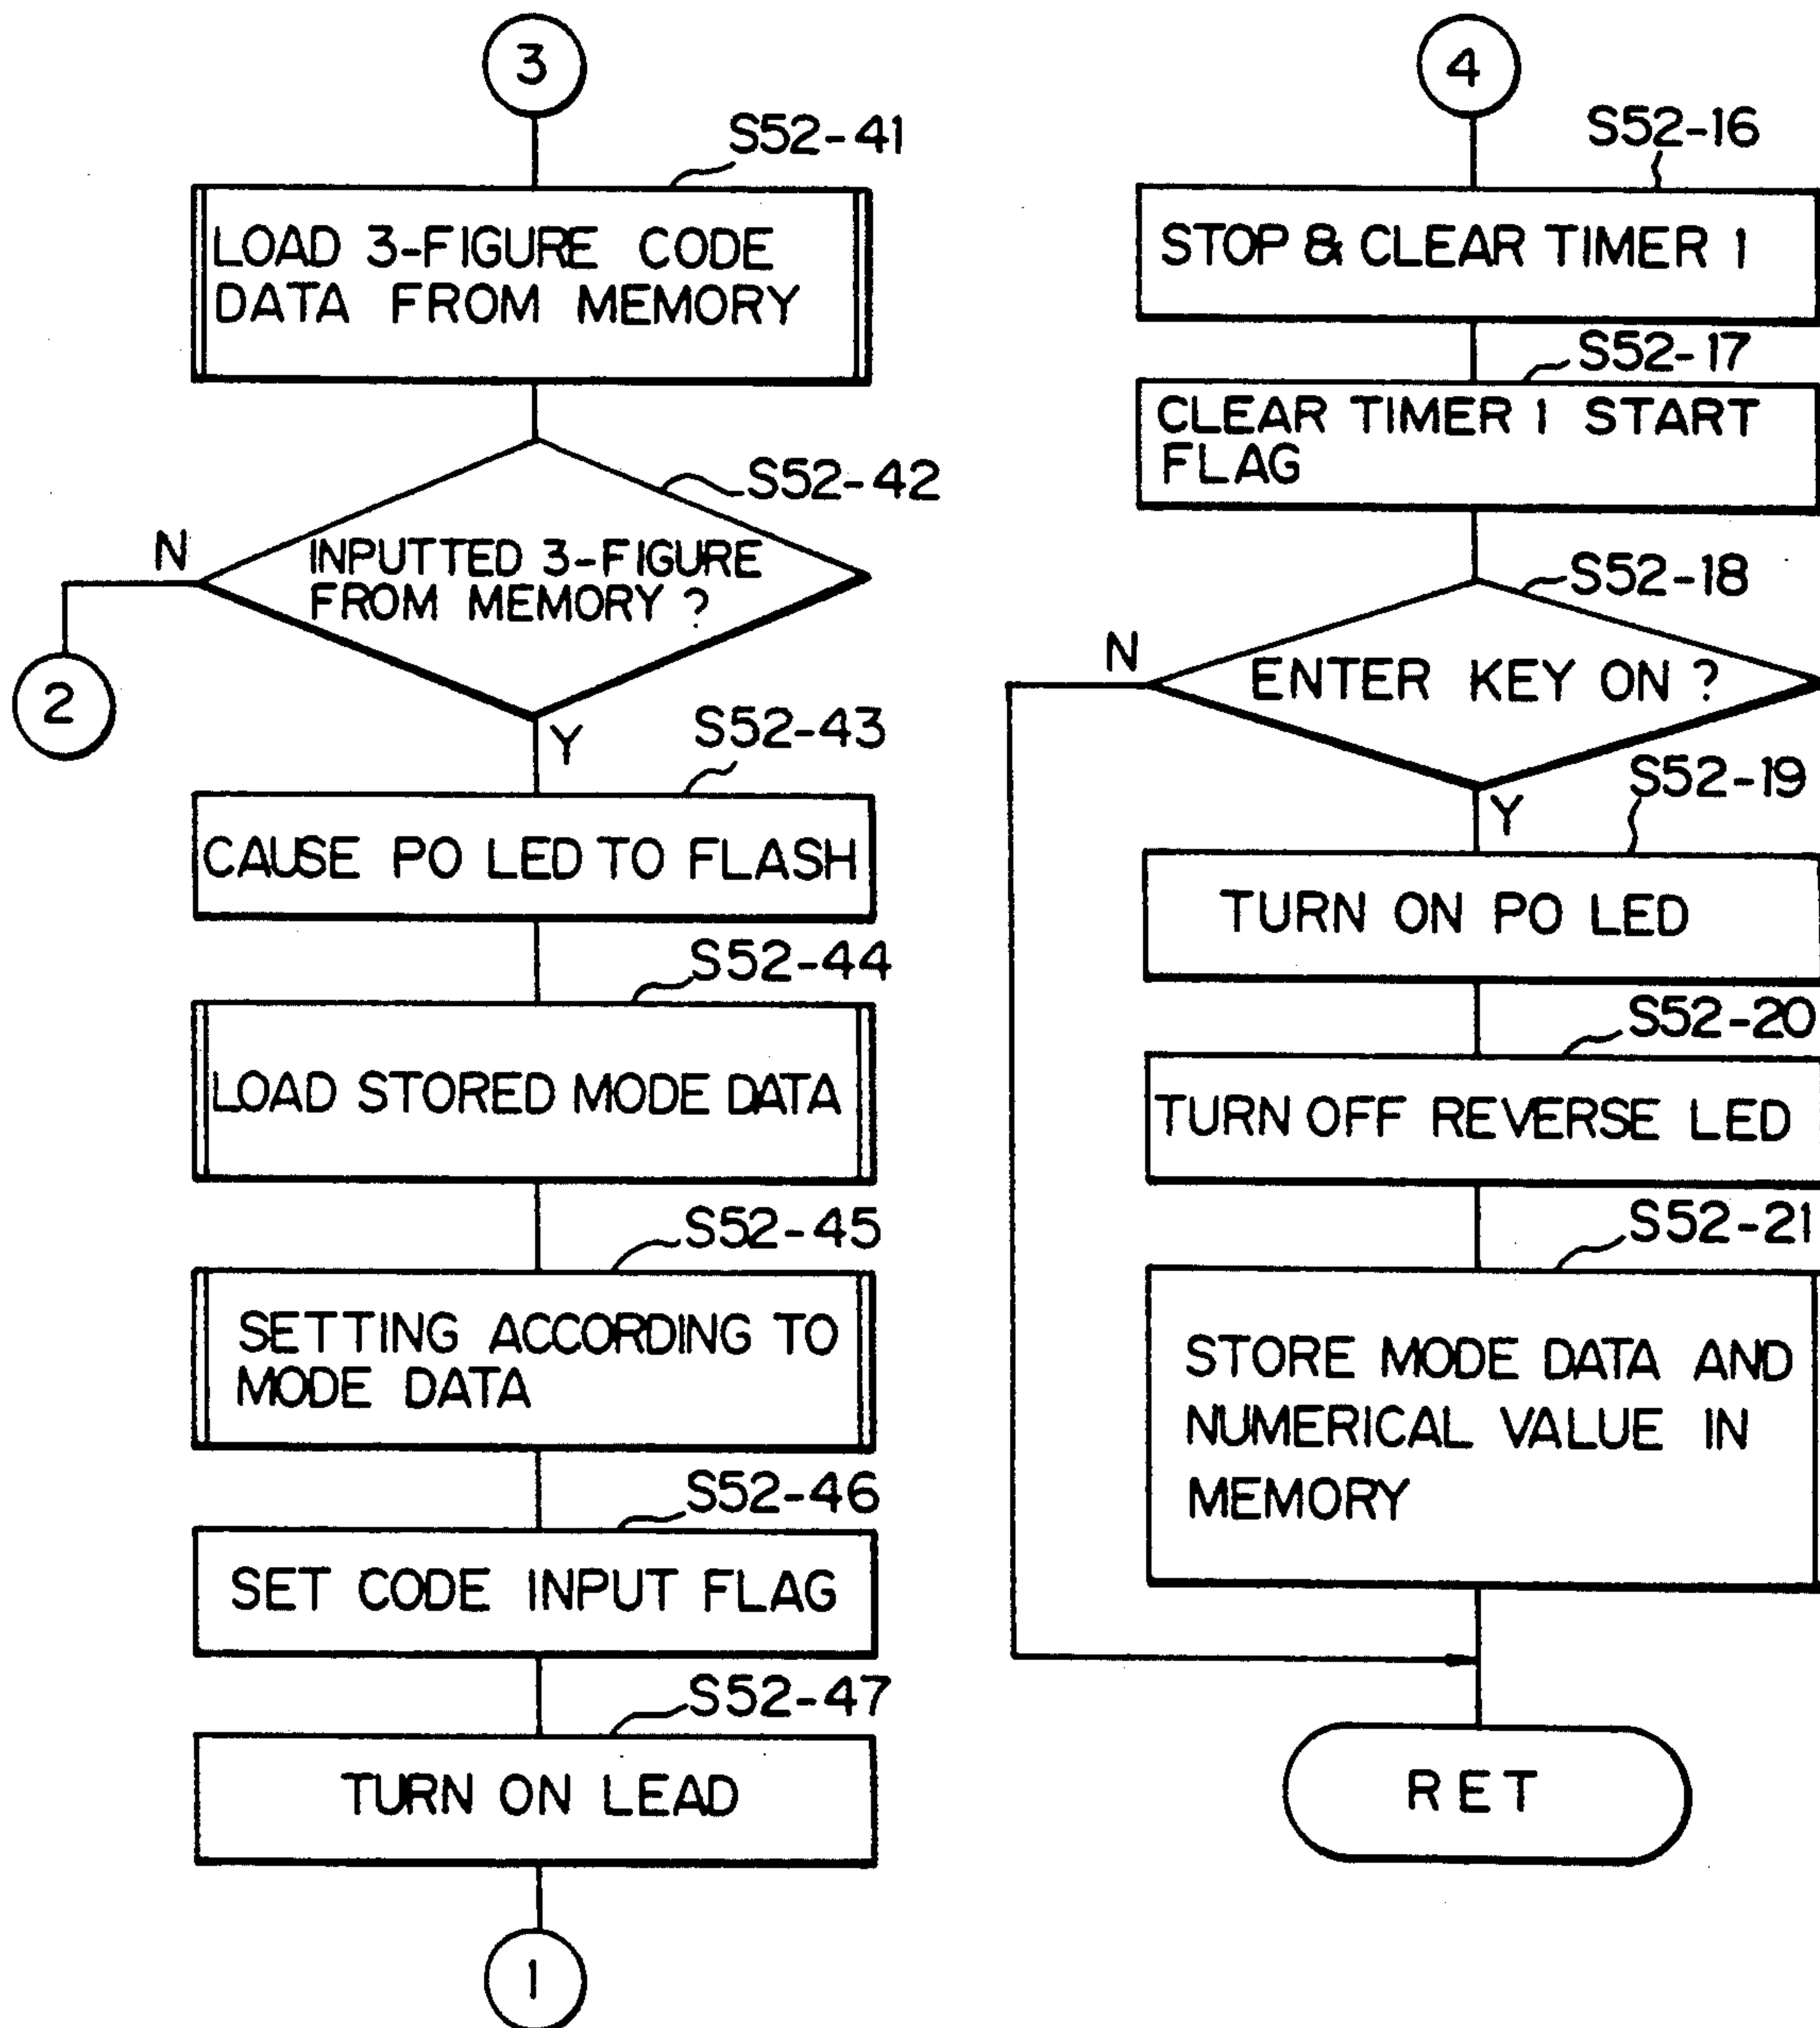 3
S52-41
LOAD 3-FIGURE CODE
DATA FROM MEMORY
S52-42
N
INPUTTED 3-FIGURE
FROM MEMORY ?
2
Y
S52-43
CAUSE PO LED TO FLASH
S52-44
LOAD STORED MODE DATA
S52-45
SETTING ACCORDING TO
MODE DATA
S52-46
SET CODE INPUT FLAG
S52-47
TURN ON LEAD
1
4
S52-16
STOP & CLEAR TIMER 1
S52-17
CLEAR TIMER 1 START
FLAG
S52-18
N
ENTER KEY ON ?
Y
S52-19
TURN ON PO LED
S52-20
TURN OFF REVERSE LED
S52-21
STORE MODE DATA AND
NUMERICAL VALUE IN
MEMORY
RET